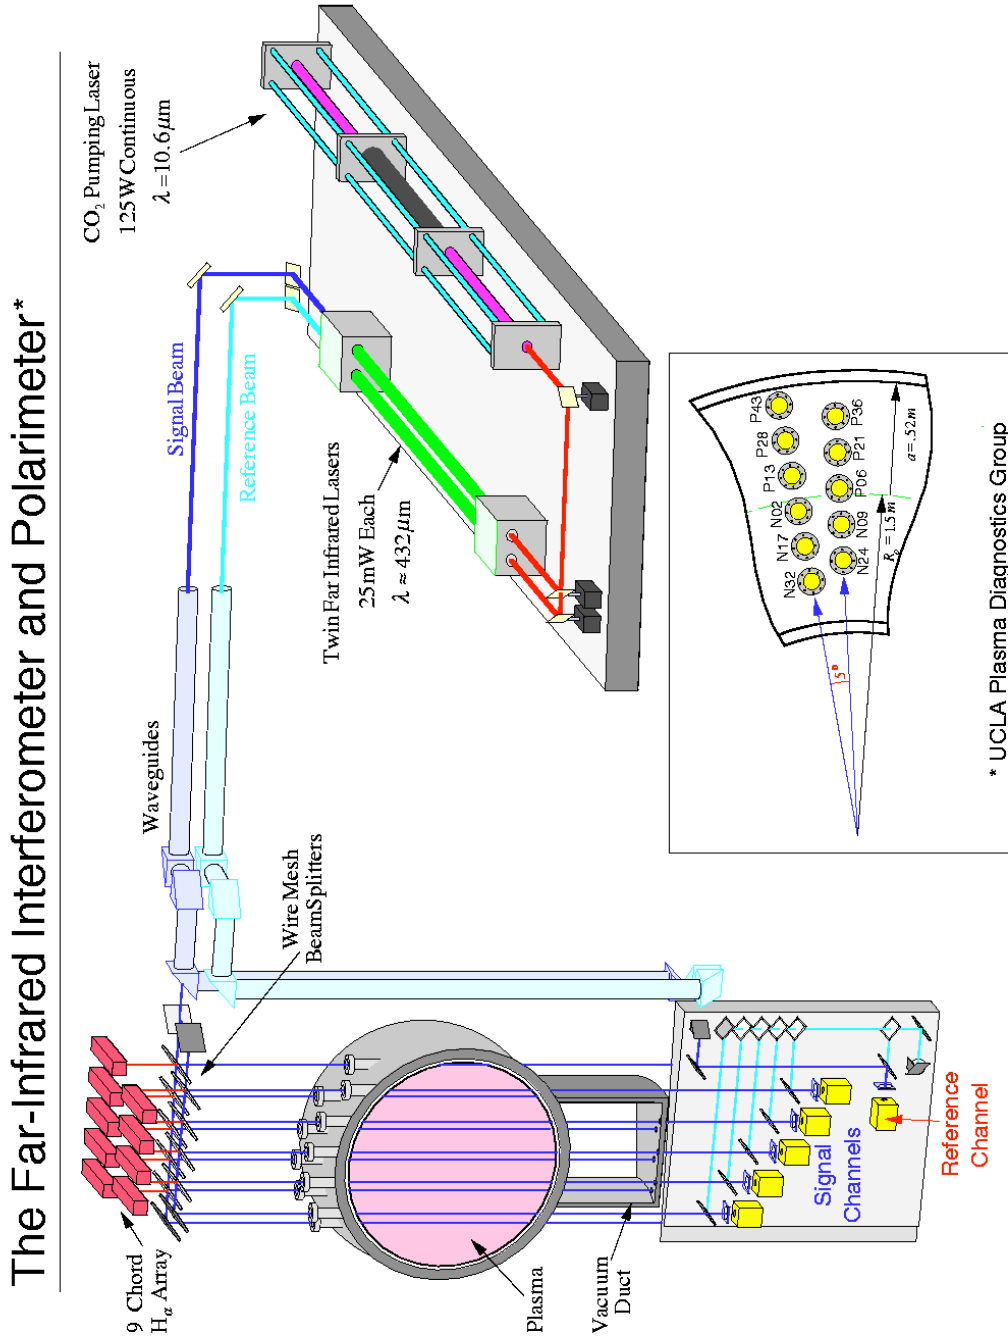 The Far-Infrared Interferometer and Polarimeter*
9 Chord
Hα Array
Wire Mesh
BeamSplitters
Waveguides
Signal Beam
Reference Beam
CO2 Pumping Laser
125W Continuous
λ = 10.6 μm
Twin Far Infrared Lasers
25 mW Each
λ ≈ 432 μm
Plasma
Vacuum
Duct
Signal
Channels
Reference
Channel
N32
N17
N02
P13
P28
P43
N24
N09
P06
P21
P36
5°
R0 = 1.5 m
a = .52 m
* UCLA Plasma Diagnostics Group